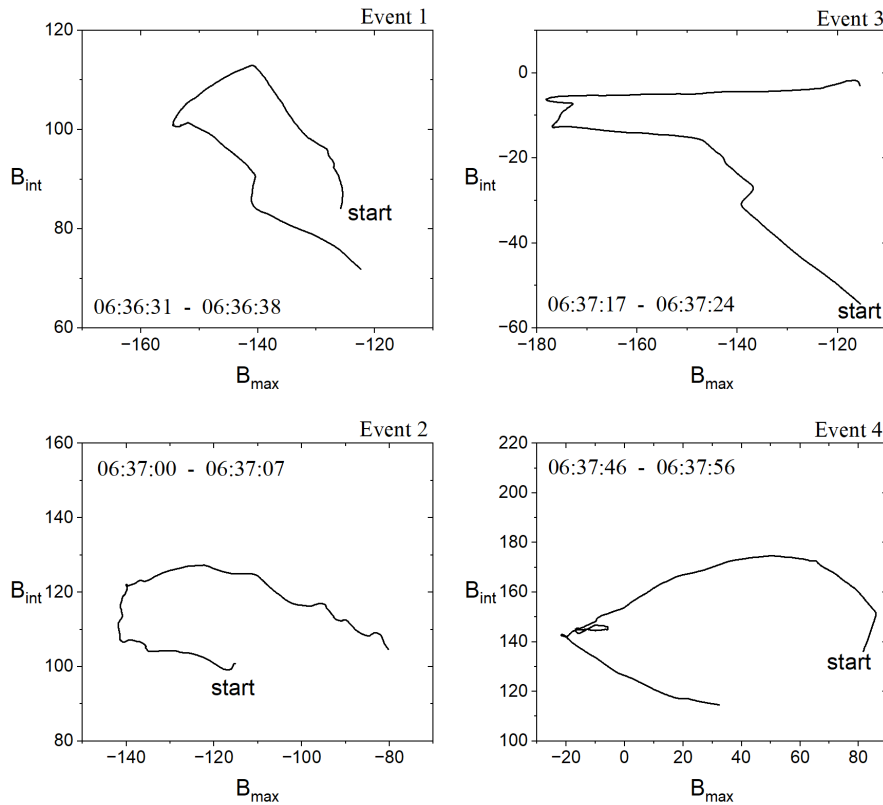 Event 1
120
100
80
60
B_int
start
06:36:31 - 06:36:38
−160
−140
−120
B_max
Event 3
0
−20
−40
−60
B_int
06:37:17 - 06:37:24
start
−180
−160
−140
−120
B_max
Event 2
160
140
120
100
80
06:37:00 - 06:37:07
B_int
start
−140
−120
−100
−80
B_max
Event 4
220
200
180
160
140
120
100
06:37:46 - 06:37:56
B_int
start
−20
0
20
40
60
80
B_max